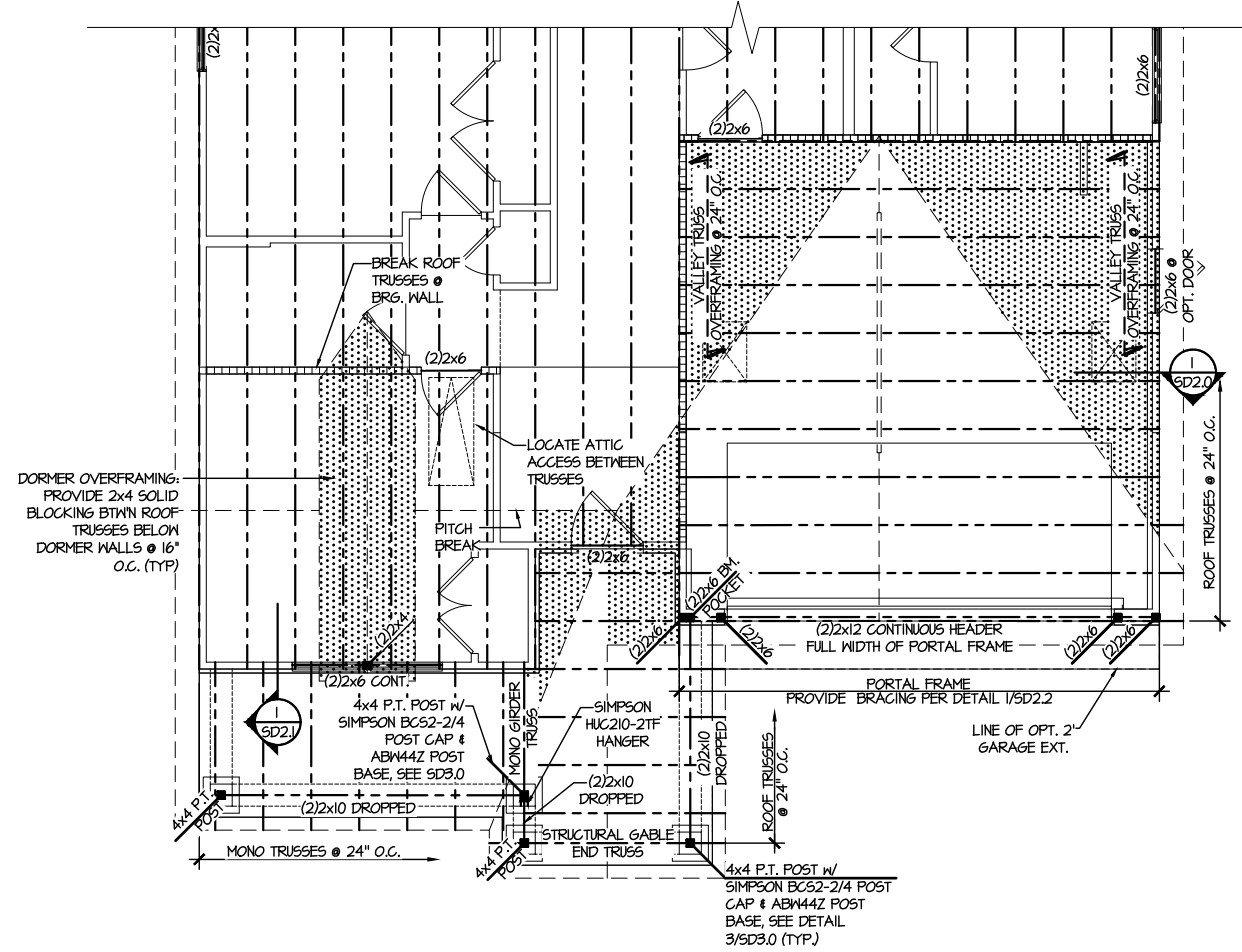 (2)2x
(2)2x6
(2)2x6
VALLEY TRUSS
OVERFRAMING @ 24" O.C.
VALLEY TRUSS
OVERFRAMING @ 24" O.C.
(2)2x6 @
OPT. DOOR
BREAK ROOF
TRUSSES @
BRG. WALL
(2)2x6
1
SD2.0
ROOF TRUSSES @ 24" O.C.
LOCATE ATTIC
ACCESS BETWEEN
TRUSSES
DORMER OVERFRAMING:
PROVIDE 2x4 SOLID
BLOCKING BTW'N ROOF
TRUSSES BELOW
DORMER WALLS @ 16"
O.C. (TYP)
PITCH
BREAK
(2)2x6
(2)2x6 BM.
POCKET
(2)2x4
(2)2x6
(2)2x6
(2)2x12 CONTINUOUS HEADER
FULL WIDTH OF PORTAL FRAME
(2)2x6
(2)2x6
(2)2x6 CONT.
PORTAL FRAME
PROVIDE BRACING PER DETAIL 1/SD2.2
4x4 P.T. POST w/
SIMPSON BCS2-2/4
POST CAP &
ABW44Z POST
BASE, SEE SD3.0
MONO GIRDER
TRUSS
SIMPSON
HUC210-2TF
HANGER
1
SD2.1
(2)2x10
DROPPED
ROOF TRUSSES
@ 24" O.C.
LINE OF OPT. 2'
GARAGE EXT.
(2)2x10
DROPPED
(2)2x10 DROPPED
4x4 P.T.
POST
STRUCTURAL GABLE
END TRUSS
MONO TRUSSES @ 24" O.C.
4x4 P.T.
POST
4x4 P.T. POST w/
SIMPSON BCS2-2/4 POST
CAP & ABW44Z POST
BASE, SEE DETAIL
3/SD3.0 (TYP.)